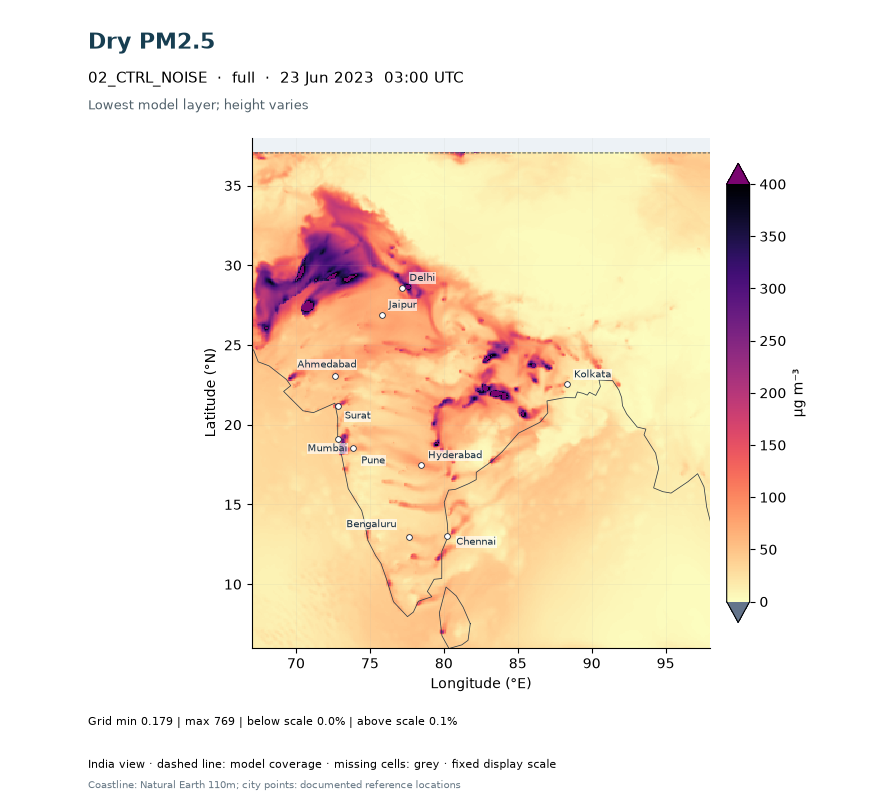 Dry PM2.5
02_CTRL_NOISE · full · 23 Jun 2023 03:00 UTC
Lowest model layer; height varies
35
30
25
20
15
10
Latitude (°N)
Delhi
Jaipur
Ahmedabad
Kolkata
Surat
Mumbai
Pune
Hyderabad
Bengaluru
Chennai
70
75
80
85
90
95
Longitude (°E)
400
350
300
250
200
150
100
50
0
µg m⁻³
Grid min 0.179 | max 769 | below scale 0.0% | above scale 0.1%
India view · dashed line: model coverage · missing cells: grey · fixed display scale
Coastline: Natural Earth 110m; city points: documented reference locations